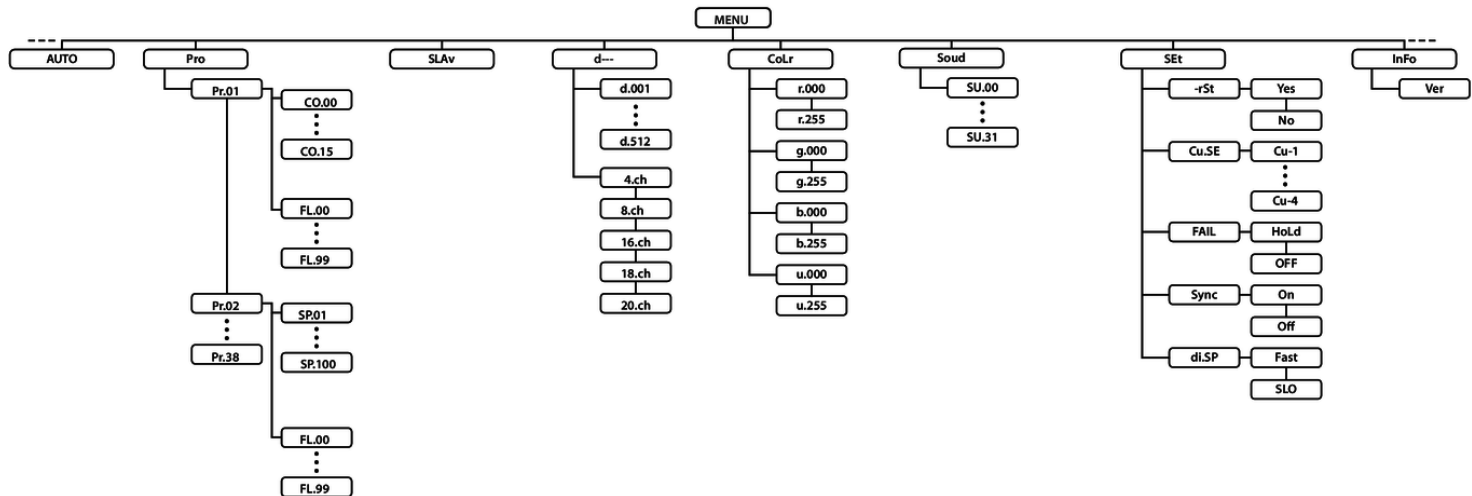 MENU
AUTO
Pro
SLAv
d---
CoLr
Soud
SEt
InFo
Pr.01
CO.00
CO.15
FL.00
FL.99
Pr.02
Pr.38
SP.01
SP.100
FL.00
FL.99
d.001
d.512
4.ch
8.ch
16.ch
18.ch
20.ch
r.000
r.255
g.000
g.255
b.000
b.255
u.000
u.255
SU.00
SU.31
-rSt
Yes
No
Cu.SE
Cu-1
Cu-4
FAIL
HoLd
OFF
Sync
On
Off
di.SP
Fast
SLO
Ver